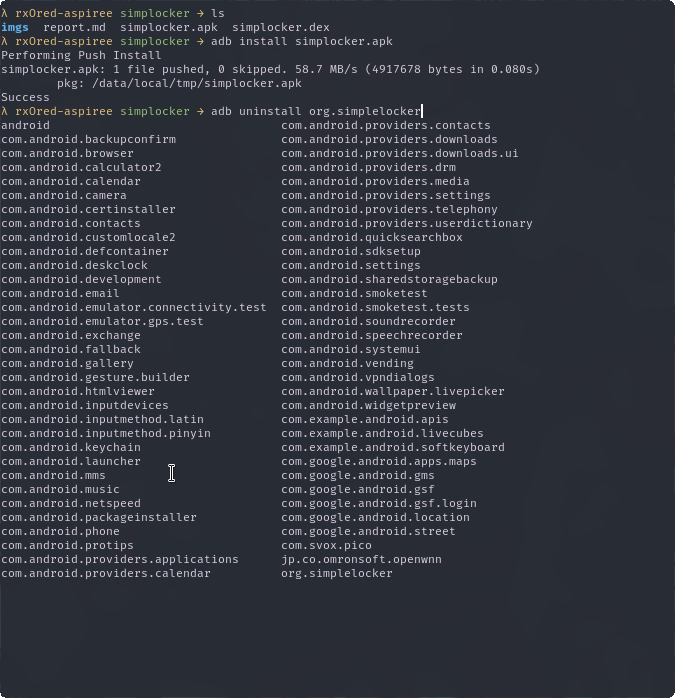 λ rxOred-aspiree simplocker → ls
imgs  report.md  simplocker.apk  simplocker.dex
λ rxOred-aspiree simplocker → adb install simplocker.apk
Performing Push Install
simplocker.apk: 1 file pushed, 0 skipped. 58.7 MB/s (4917678 bytes in 0.080s)
        pkg: /data/local/tmp/simplocker.apk
Success
λ rxOred-aspiree simplocker → adb uninstall org.simplelocker
android                                 com.android.providers.contacts
com.android.backupconfirm               com.android.providers.downloads
com.android.browser                     com.android.providers.downloads.ui
com.android.calculator2                 com.android.providers.drm
com.android.calendar                    com.android.providers.media
com.android.camera                      com.android.providers.settings
com.android.certinstaller               com.android.providers.telephony
com.android.contacts                    com.android.providers.userdictionary
com.android.customlocale2               com.android.quicksearchbox
com.android.defcontainer                com.android.sdksetup
com.android.deskclock                   com.android.settings
com.android.development                 com.android.sharedstoragebackup
com.android.email                       com.android.smoketest
com.android.emulator.connectivity.test  com.android.smoketest.tests
com.android.emulator.gps.test           com.android.soundrecorder
com.android.exchange                    com.android.speechrecorder
com.android.fallback                    com.android.systemui
com.android.gallery                     com.android.vending
com.android.gesture.builder             com.android.vpndialogs
com.android.htmlviewer                  com.android.wallpaper.livepicker
com.android.inputdevices                com.android.widgetpreview
com.android.inputmethod.latin           com.example.android.apis
com.android.inputmethod.pinyin          com.example.android.livecubes
com.android.keychain                    com.example.android.softkeyboard
com.android.launcher                    com.google.android.apps.maps
com.android.mms                         com.google.android.gms
com.android.music                       com.google.android.gsf
com.android.netspeed                    com.google.android.gsf.login
com.android.packageinstaller            com.google.android.location
com.android.phone                       com.google.android.street
com.android.protips                     com.svox.pico
com.android.providers.applications      jp.co.omronsoft.openwnn
com.android.providers.calendar          org.simplelocker